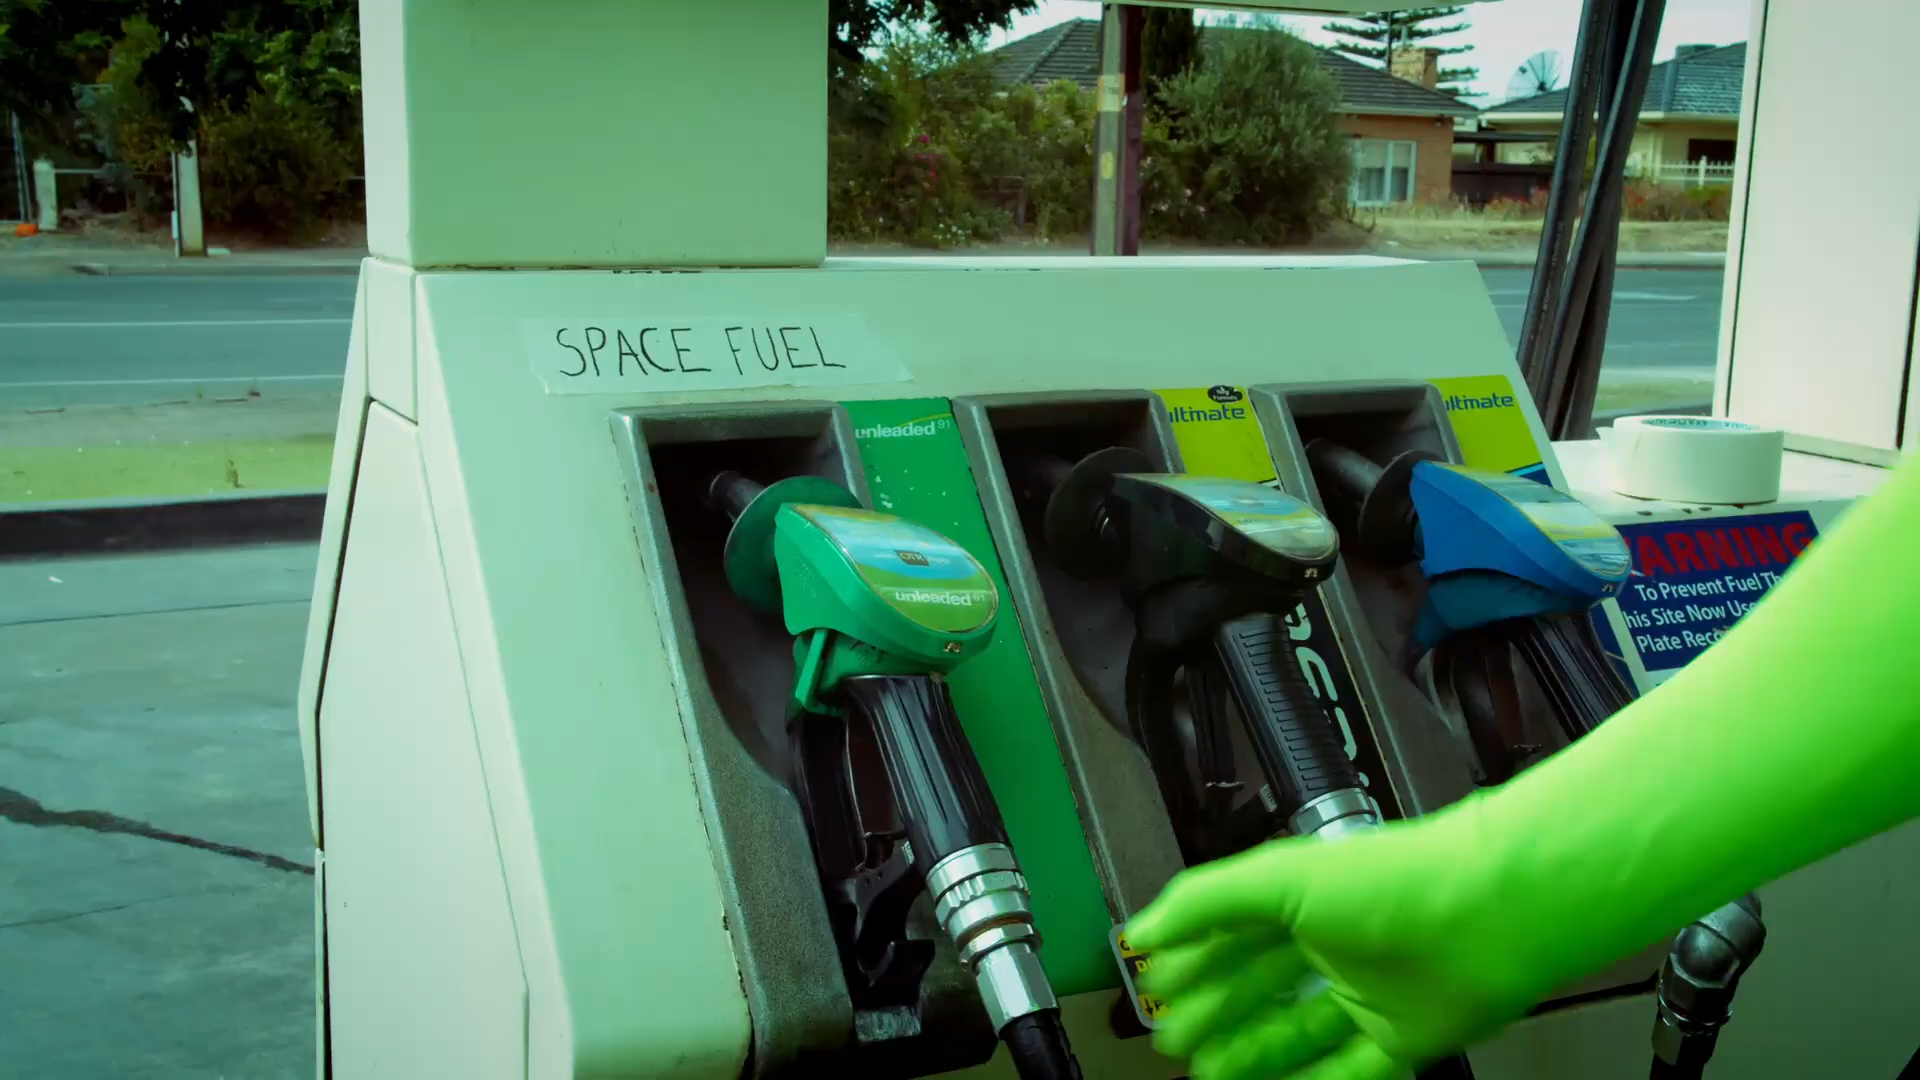 SPACE FUEL
unleaded 91
ultimate
ultimate
OTR
unleaded 91
WARNING
To Prevent Fuel Th
his Site Now Use
Plate Reco